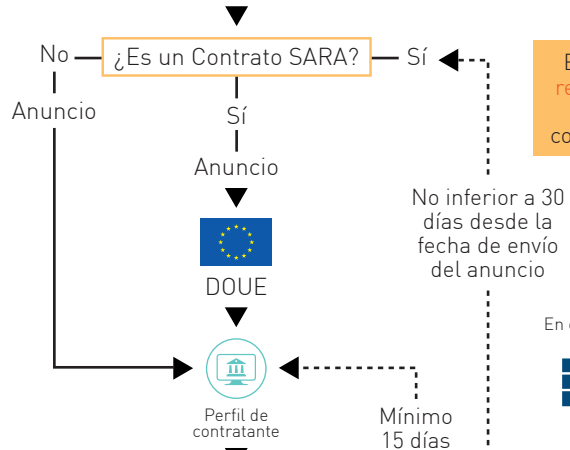 No
¿Es un Contrato SARA?
Sí
Anuncio
Sí
Anuncio
No inferior a 30
días desde la
fecha de envío
del anuncio
DOUE
Perfil de
contratante
Mínimo
15 días
En